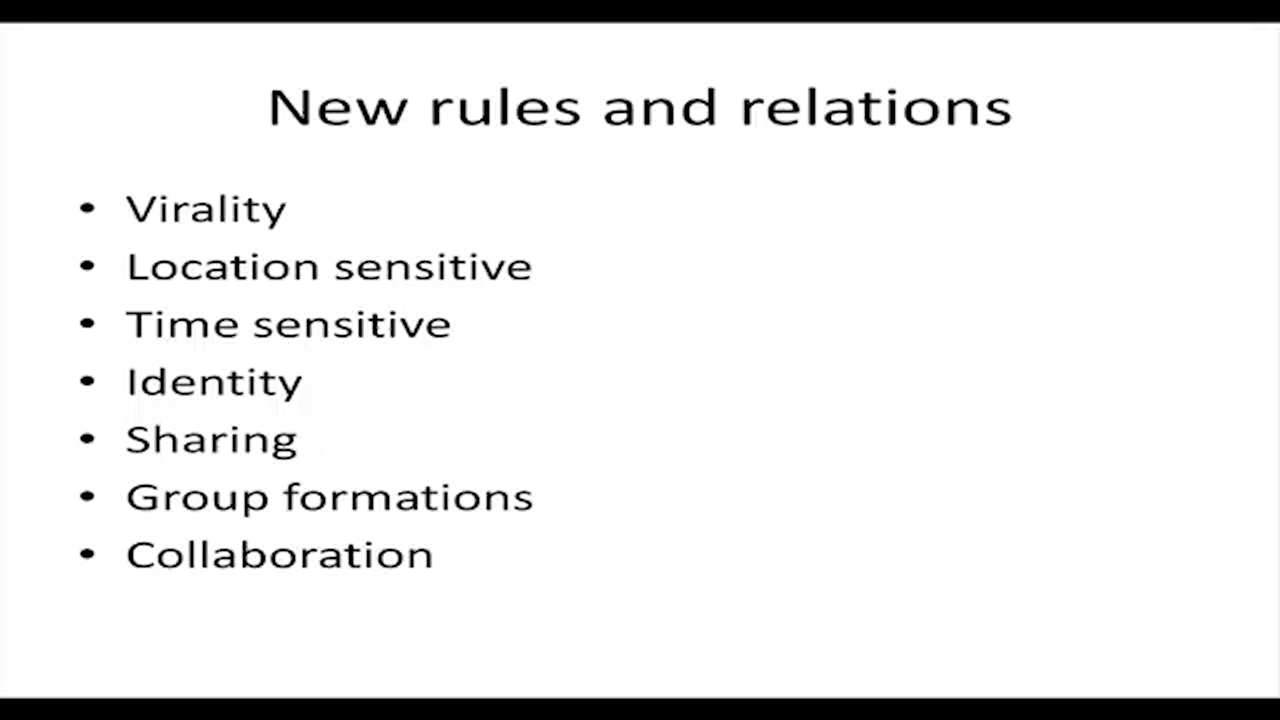 New rules and relations
• Virality
• Location sensitive
• Time sensitive
• Identity
• Sharing
• Group formations
• Collaboration